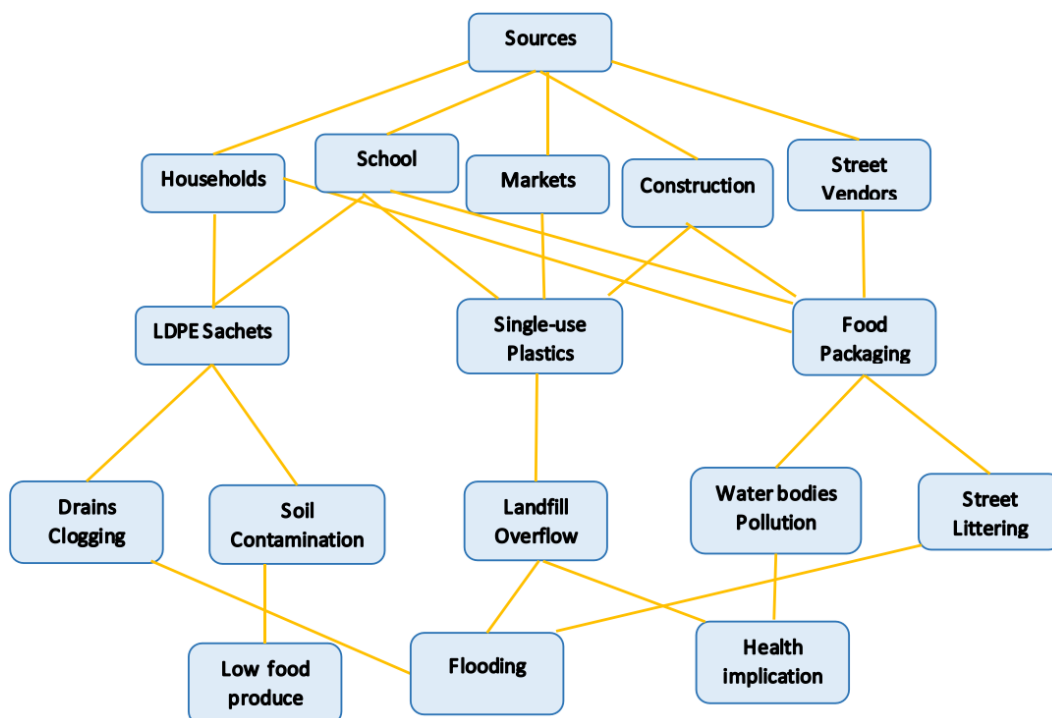 Sources
Households
School
Markets
Construction
Street
Vendors
LDPE Sachets
Single-use
Plastics
Food
Packaging
Drains
Clogging
Soil
Contamination
Landfill
Overflow
Water bodies
Pollution
Street
Littering
Low food
produce
Flooding
Health
implication